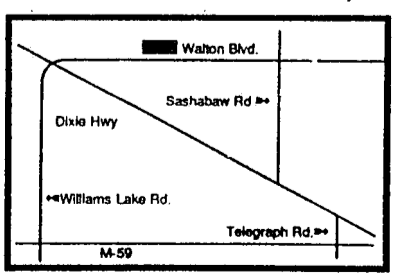 Walton Blvd.
Sashabaw Rd
Dixie Hwy
Williams Lake Rd.
Telegraph Rd.
M-59